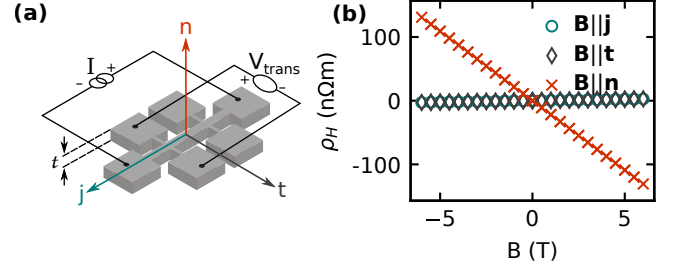 (a)
n
I
- +
V_trans
+ -
t
j
t
(b)
100
0
-100
ρ_H (nΩm)
B||j
B||t
B||n
-5 0 5
B (T)